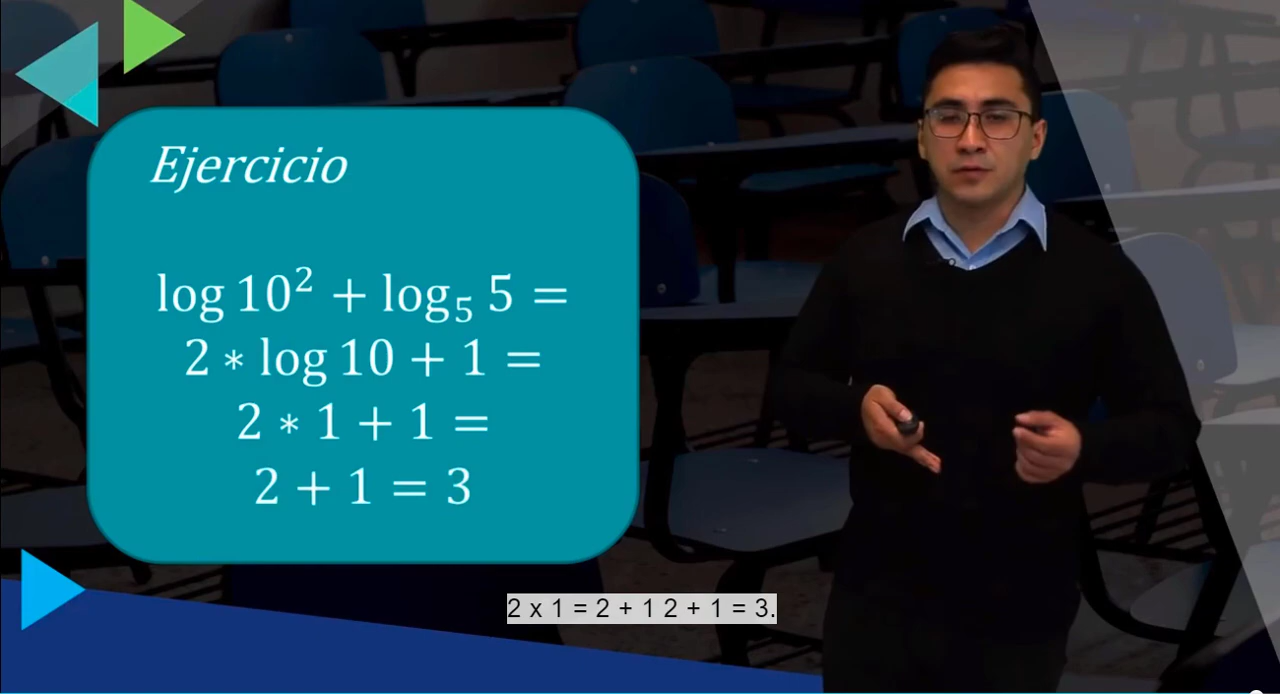 Ejercicio
log 10² + log₅ 5 =
2 * log 10 + 1 =
2 * 1 + 1 =
2 + 1 = 3
2 x 1 = 2 + 1 2 + 1 = 3.